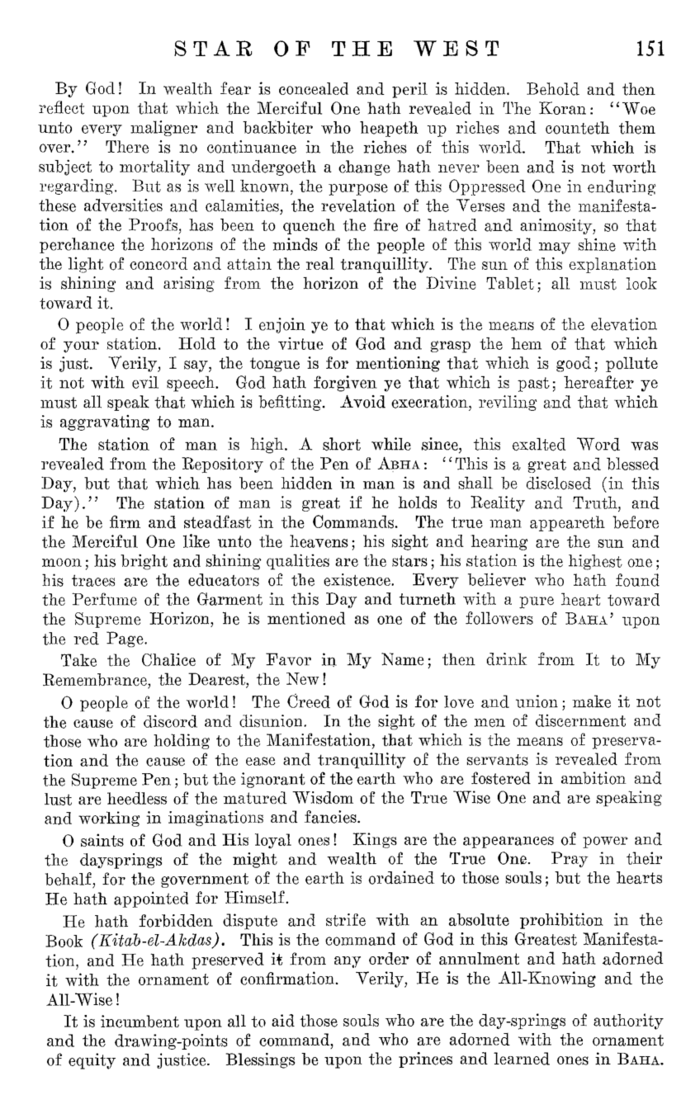 STAR OF THE WEST 151
By God! In wealth fear is concealed and peril is hidden. Behold and then
reflect upon that which the Merciful One hath revealed in The Koran: "Woe
unto every maligner and backbiter who heapeth up riches and counteth them
over." There is no continuance in the riches of this world. That which is
subject to mortality and undergoeth a change hath never been and is not worth
regarding. But as is well known, the purpose of this Oppressed One in enduring
these adversities and calamities, the revelation of the Verses and the manifesta-
tion of the Proofs, has been to quench the fire of hatred and animosity, so that
perchance the horizons of the minds of the people of this world may shine with
the light of concord and attain the real tranquillity. The sun of this explanation
is shining and arising from the horizon of the Divine Tablet; all must look
toward it.
O people of the world! I enjoin ye to that which is the means of the elevation
of your station. Hold to the virtue of God and grasp the hem of that which
is just. Verily, I say, the tongue is for mentioning that which is good; pollute
it not with evil speech. God hath forgiven ye that which is past; hereafter ye
must all speak that which is befitting. Avoid execration, reviling and that which
is aggravating to man.
The station of man is high. A short while since, this exalted Word was
revealed from the Repository of the Pen of ABHA: "This is a great and blessed
Day, but that which has been hidden in man is and shall be disclosed (in this
Day)." The station of man is great if he holds to Reality and Truth, and
if he be firm and steadfast in the Commands. The true man appeareth before
the Merciful One like unto the heavens; his sight and hearing are the sun and
moon; his bright and shining qualities are the stars; his station is the highest one;
his traces are the educators of the existence. Every believer who hath found
the Perfume of the Garment in this Day and turneth with a pure heart toward
the Supreme Horizon, he is mentioned as one of the followers of BAHA' upon
the red Page.
Take the Chalice of My Favor in My Name; then drink from It to My
Remembrance, the Dearest, the New!
O people of the world! The Creed of God is for love and union; make it not
the cause of discord and disunion. In the sight of the men of discernment and
those who are holding to the Manifestation, that which is the means of preserva-
tion and the cause of the ease and tranquillity of the servants is revealed from
the Supreme Pen; but the ignorant of the earth who are fostered in ambition and
lust are heedless of the matured Wisdom of the True Wise One and are speaking
and working in imaginations and fancies.
O saints of God and His loyal ones! Kings are the appearances of power and
the daysprings of the might and wealth of the True One. Pray in their
behalf, for the government of the earth is ordained to those souls; but the hearts
He hath appointed for Himself.
He hath forbidden dispute and strife with an absolute prohibition in the
Book (Kitab-el-Akdas). This is the command of God in this Greatest Manifesta-
tion, and He hath preserved it from any order of annulment and hath adorned
it with the ornament of confirmation. Verily, He is the All-Knowing and the
All-Wise!
It is incumbent upon all to aid those souls who are the day-springs of authority
and the drawing-points of command, and who are adorned with the ornament
of equity and justice. Blessings be upon the princes and learned ones in BAHA.